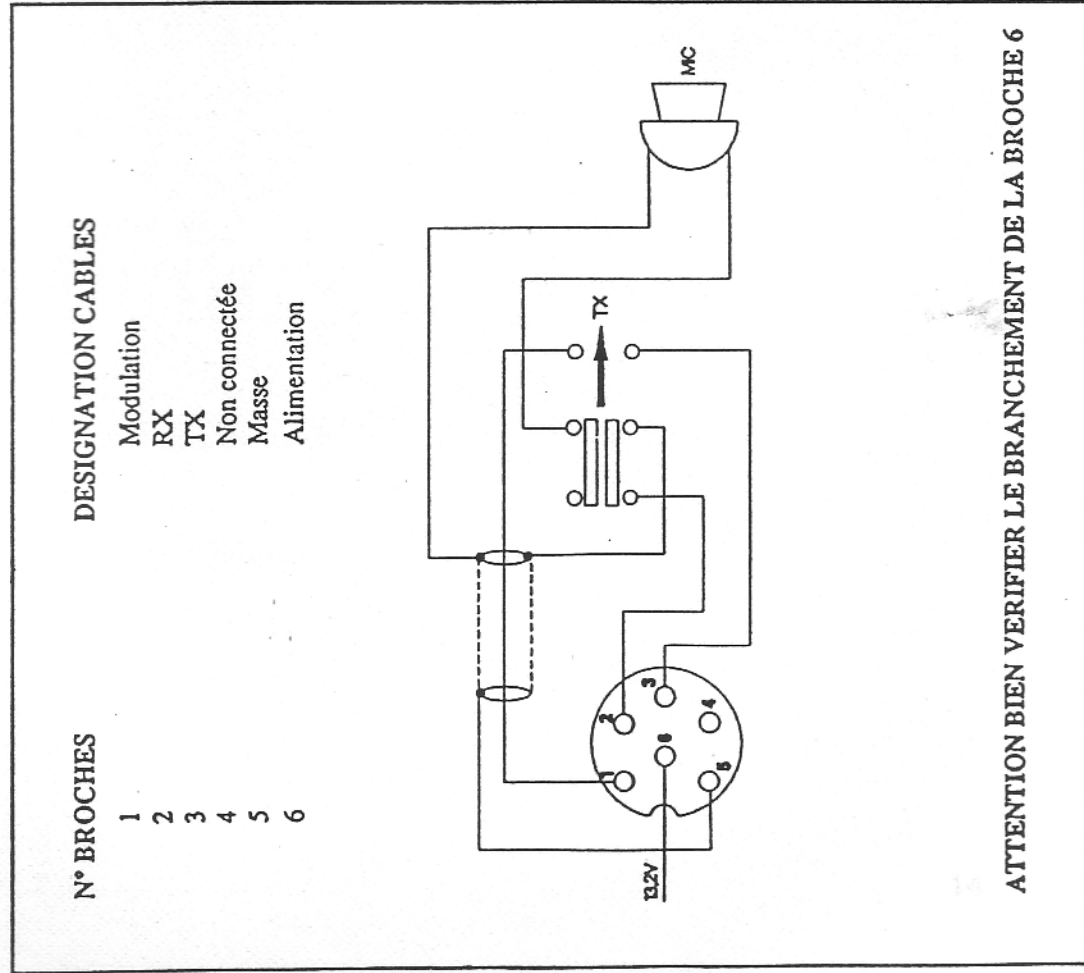 N° BROCHES DESIGNATION CABLES
1 Modulation
2 RX
3 TX
4 Non connectée
5 Masse
6 Alimentation
MC
TX
1
2
3
4
5
6
13,2V
ATTENTION BIEN VERIFIER LE BRANCHEMENT DE LA BROCHE 6